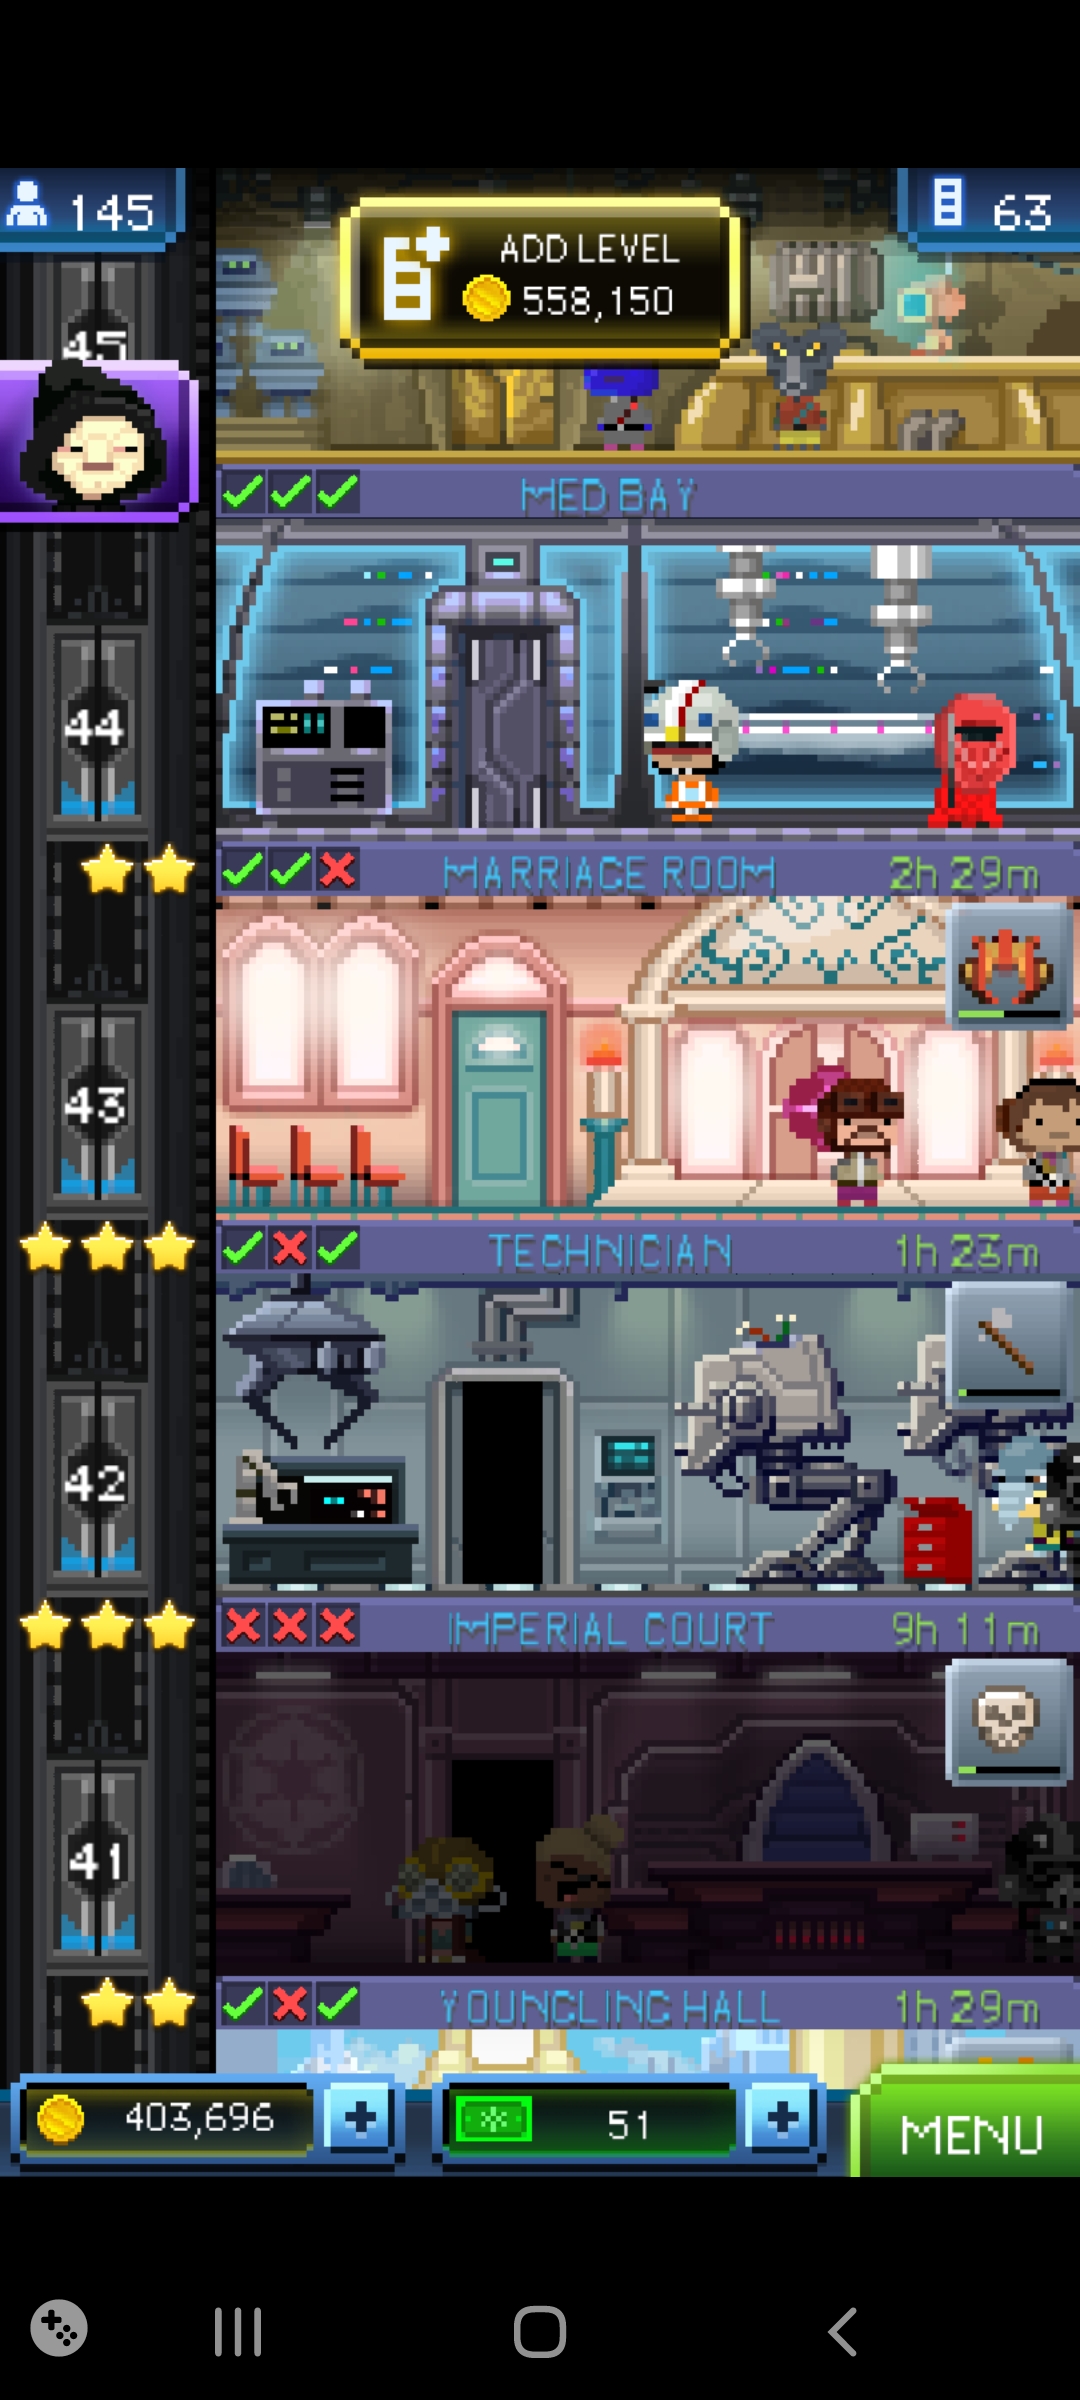 145
ADD LEVEL
558,150
63
45
MED BAY
44
MARRIAGE ROOM 2h 29m
43
TECHNICIAN 1h 23m
42
IMPERIAL COURT 9h 11m
41
YOUNGLING HALL 1h 29m
403,696
51
MENU